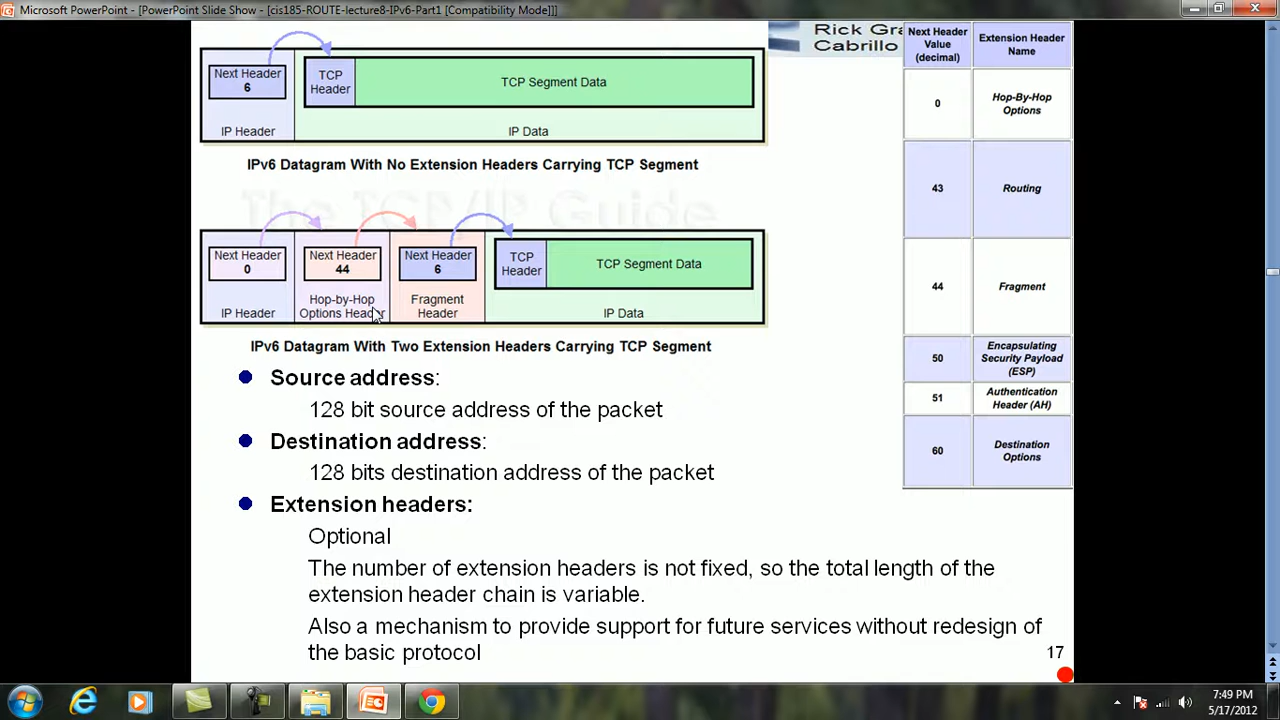 Microsoft PowerPoint - [PowerPoint Slide Show - [cis185-ROUTE-lecture8-IPv6-Part1 [Compatibility Mode]]]
Rick Gra
Cabrillo
Next Header
6
TCP
Header
TCP Segment Data
IP Header
IP Data
IPv6 Datagram With No Extension Headers Carrying TCP Segment
The TCP/IP Guide
Next Header
0
Next Header
44
Next Header
6
TCP
Header
TCP Segment Data
IP Header
Hop-by-Hop
Options Header
Fragment
Header
IP Data
IPv6 Datagram With Two Extension Headers Carrying TCP Segment
Source address:
128 bit source address of the packet
Destination address:
128 bits destination address of the packet
Extension headers:
Optional
The number of extension headers is not fixed, so the total length of the
extension header chain is variable.
Also a mechanism to provide support for future services without redesign of
the basic protocol
Next Header
Value
(decimal)
Extension Header
Name
0
Hop-By-Hop
Options
43
Routing
44
Fragment
50
Encapsulating
Security Payload
(ESP)
51
Authentication
Header (AH)
60
Destination
Options
17
7:49 PM
5/17/2012